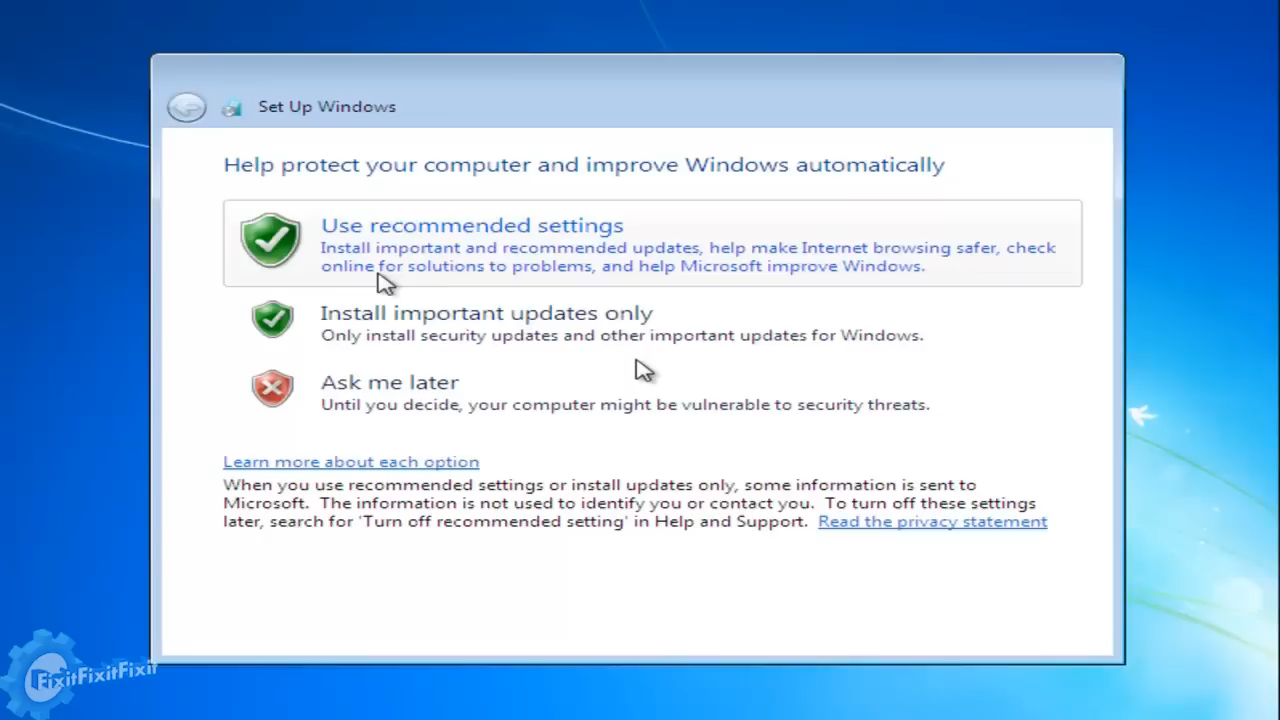 Set Up Windows
Help protect your computer and improve Windows automatically
Use recommended settings
Install important and recommended updates, help make Internet browsing safer, check
online for solutions to problems, and help Microsoft improve Windows.
Install important updates only
Only install security updates and other important updates for Windows.
Ask me later
Until you decide, your computer might be vulnerable to security threats.
Learn more about each option
When you use recommended settings or install updates only, some information is sent to
Microsoft. The information is not used to identify you or contact you. To turn off these settings
later, search for 'Turn off recommended setting' in Help and Support. Read the privacy statement
FixitFixitFixit